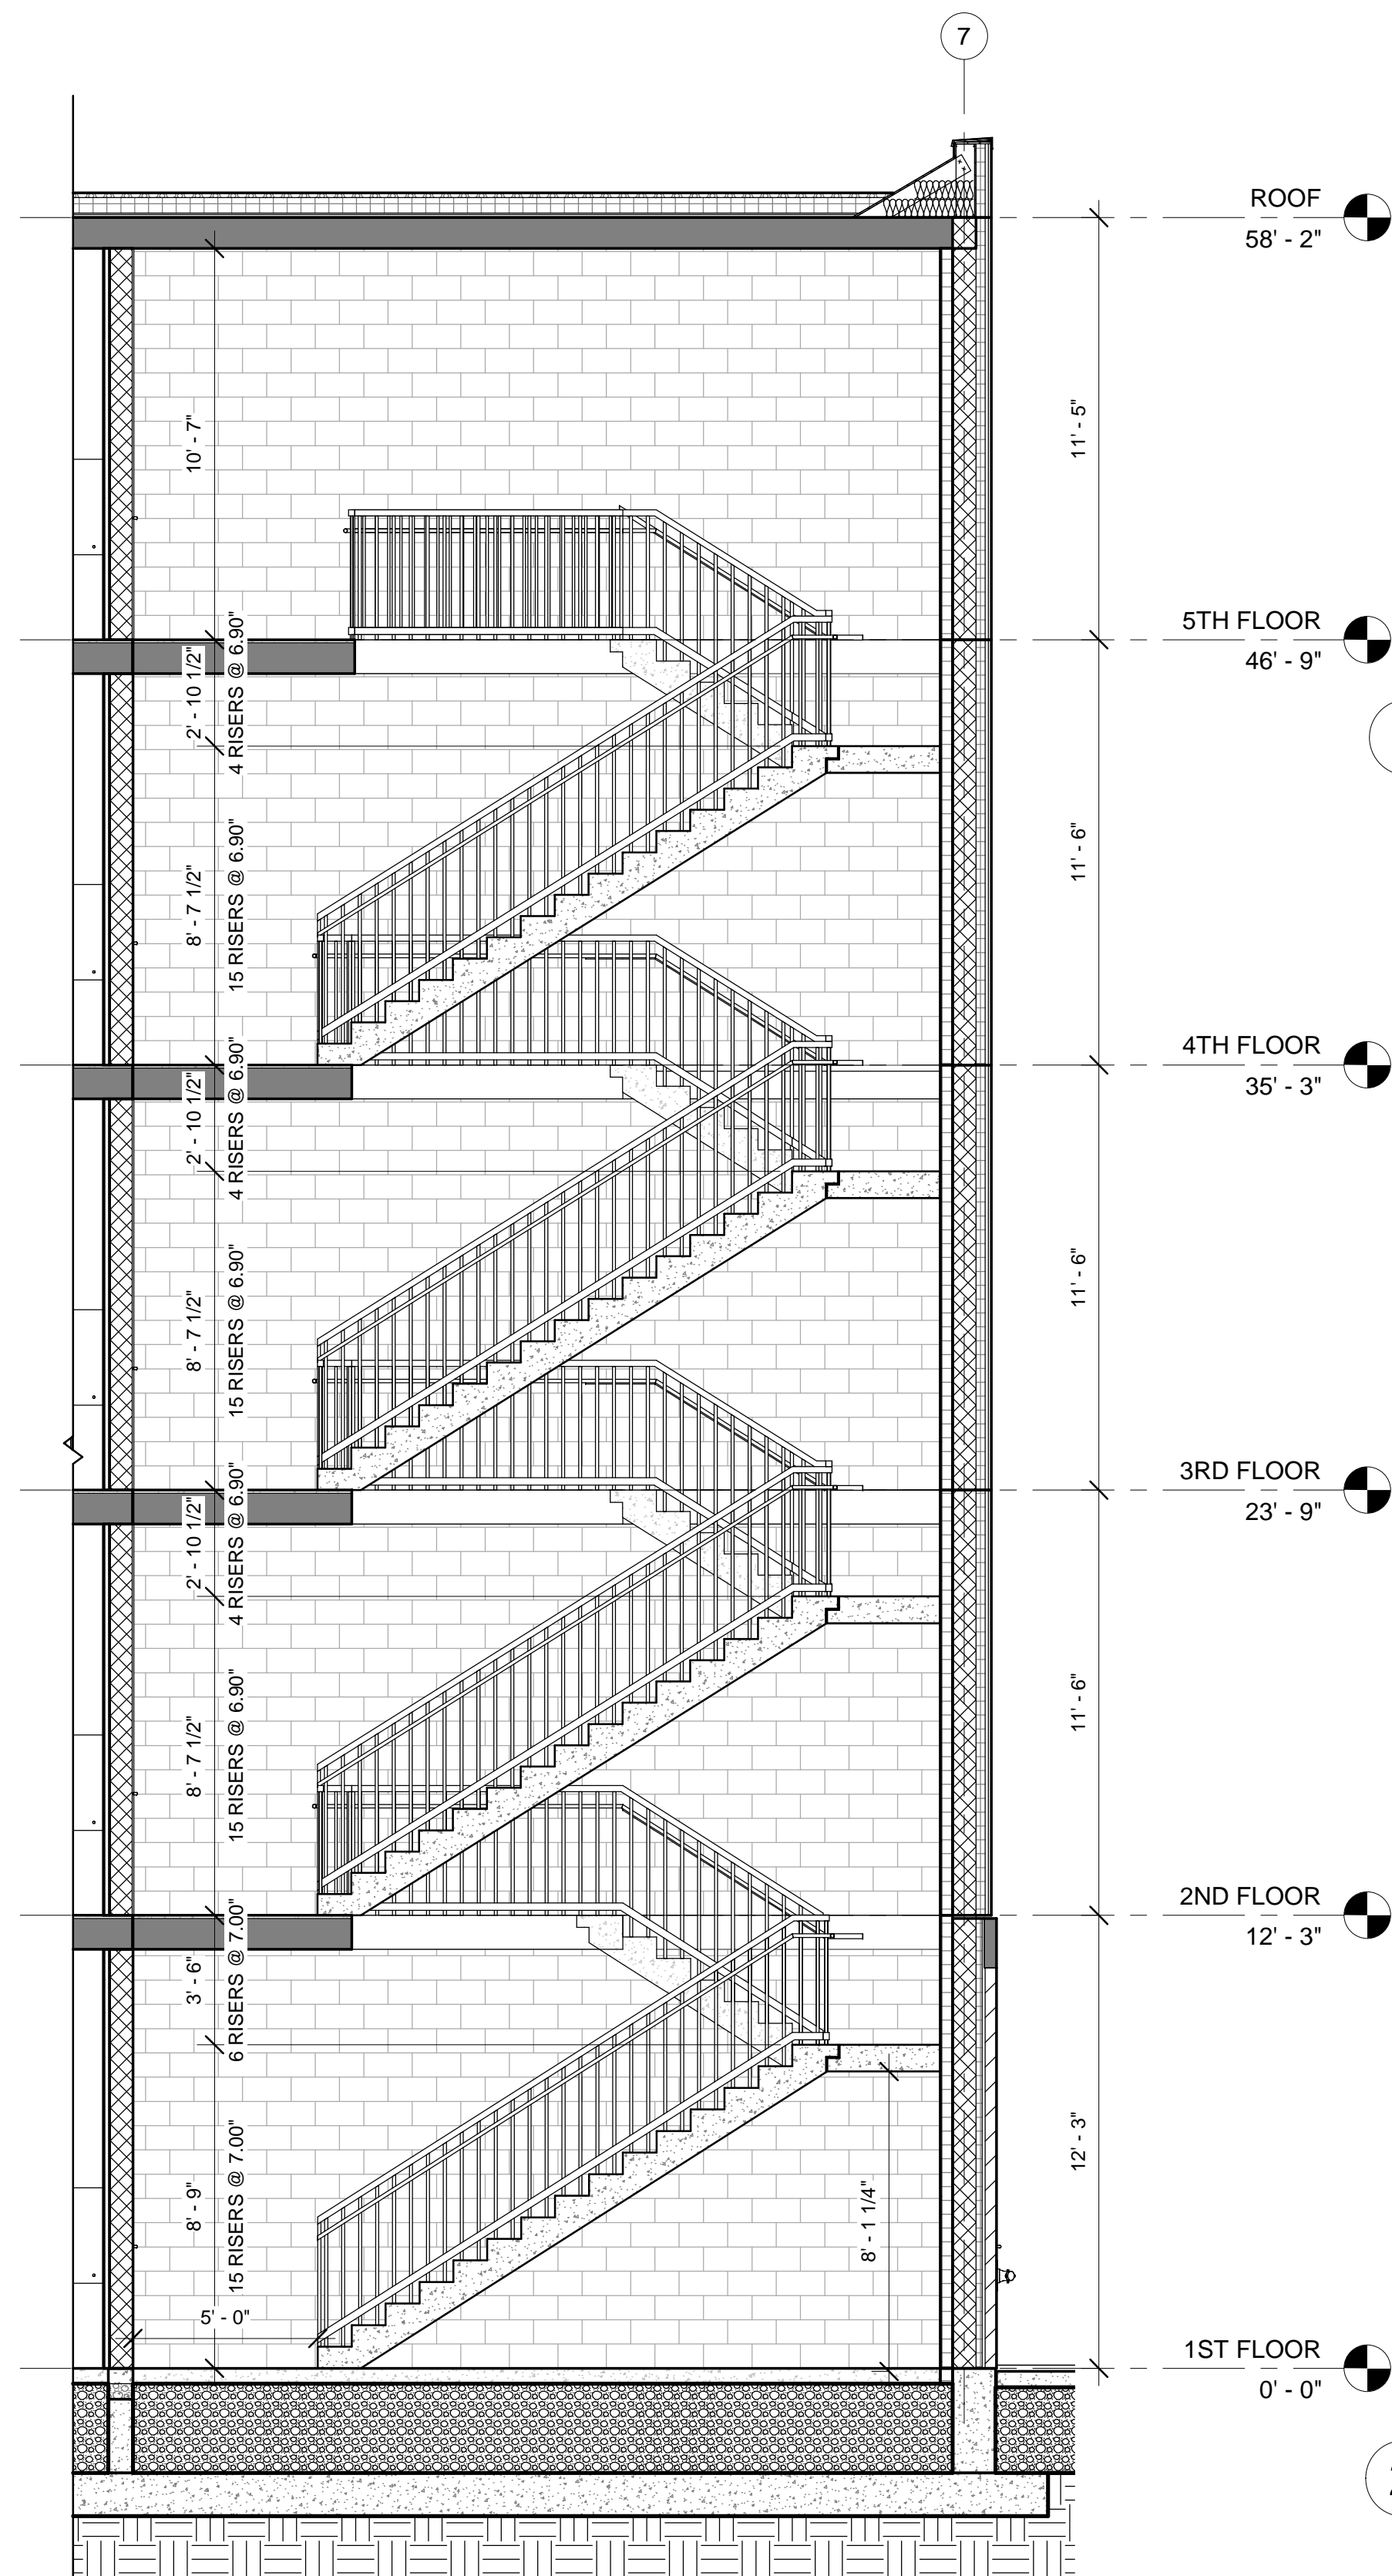 7
ROOF
58' - 2"
10' - 7"
11' - 5"
5TH FLOOR
46' - 9"
2' - 10 1/2"
4 RISERS @ 6.90"
8' - 7 1/2"
15 RISERS @ 6.90"
11' - 6"
4TH FLOOR
35' - 3"
2' - 10 1/2"
4 RISERS @ 6.90"
8' - 7 1/2"
15 RISERS @ 6.90"
11' - 6"
3RD FLOOR
23' - 9"
2' - 10 1/2"
4 RISERS @ 6.90"
8' - 7 1/2"
15 RISERS @ 6.90"
11' - 6"
2ND FLOOR
12' - 3"
3' - 6"
6 RISERS @ 7.00"
8' - 9"
15 RISERS @ 7.00"
8' - 1 1/4"
12' - 3"
5' - 0"
1ST FLOOR
0' - 0"